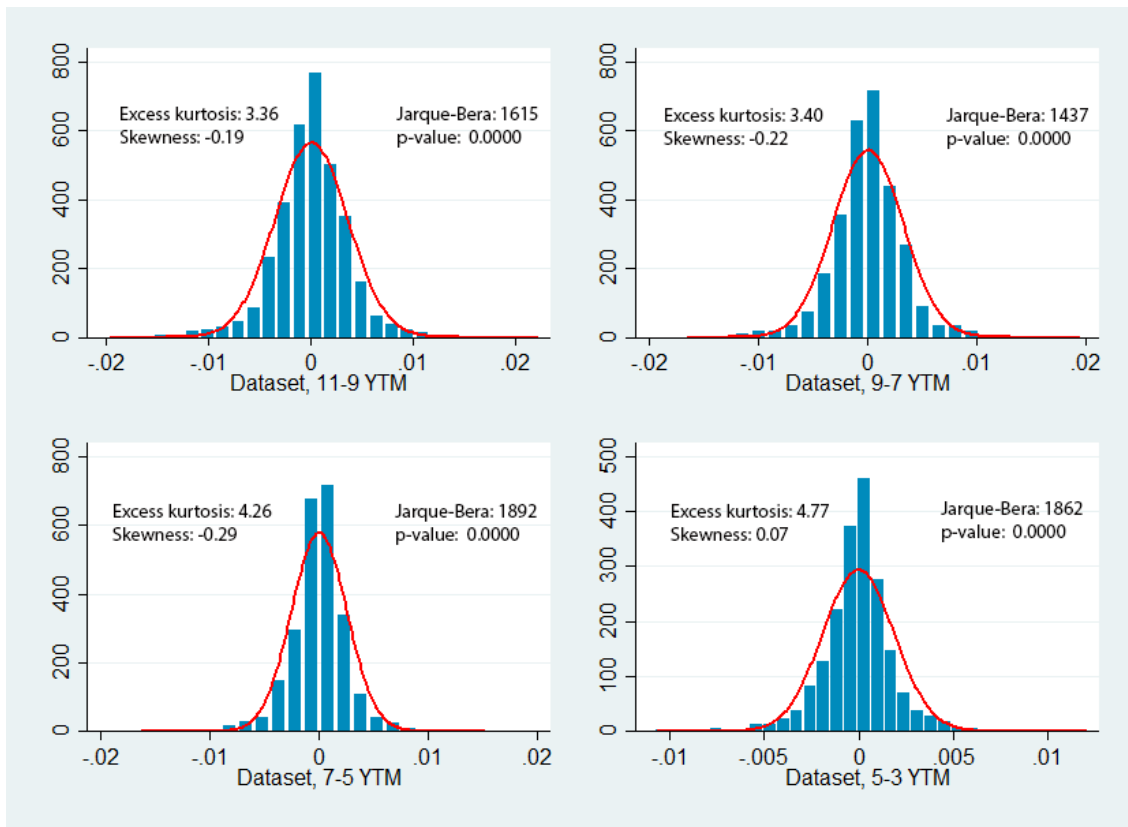 800
600
400
200
0
Excess kurtosis: 3.36
Skewness: -0.19
Jarque-Bera: 1615
p-value: 0.0000
-.02 -.01 0 .01 .02
Dataset, 11-9 YTM
800
600
400
200
0
Excess kurtosis: 3.40
Skewness: -0.22
Jarque-Bera: 1437
p-value: 0.0000
-.02 -.01 0 .01 .02
Dataset, 9-7 YTM
800
600
400
200
0
Excess kurtosis: 4.26
Skewness: -0.29
Jarque-Bera: 1892
p-value: 0.0000
-.02 -.01 0 .01 .02
Dataset, 7-5 YTM
500
400
300
200
100
0
Excess kurtosis: 4.77
Skewness: 0.07
Jarque-Bera: 1862
p-value: 0.0000
-.01 -.005 0 .005 .01
Dataset, 5-3 YTM